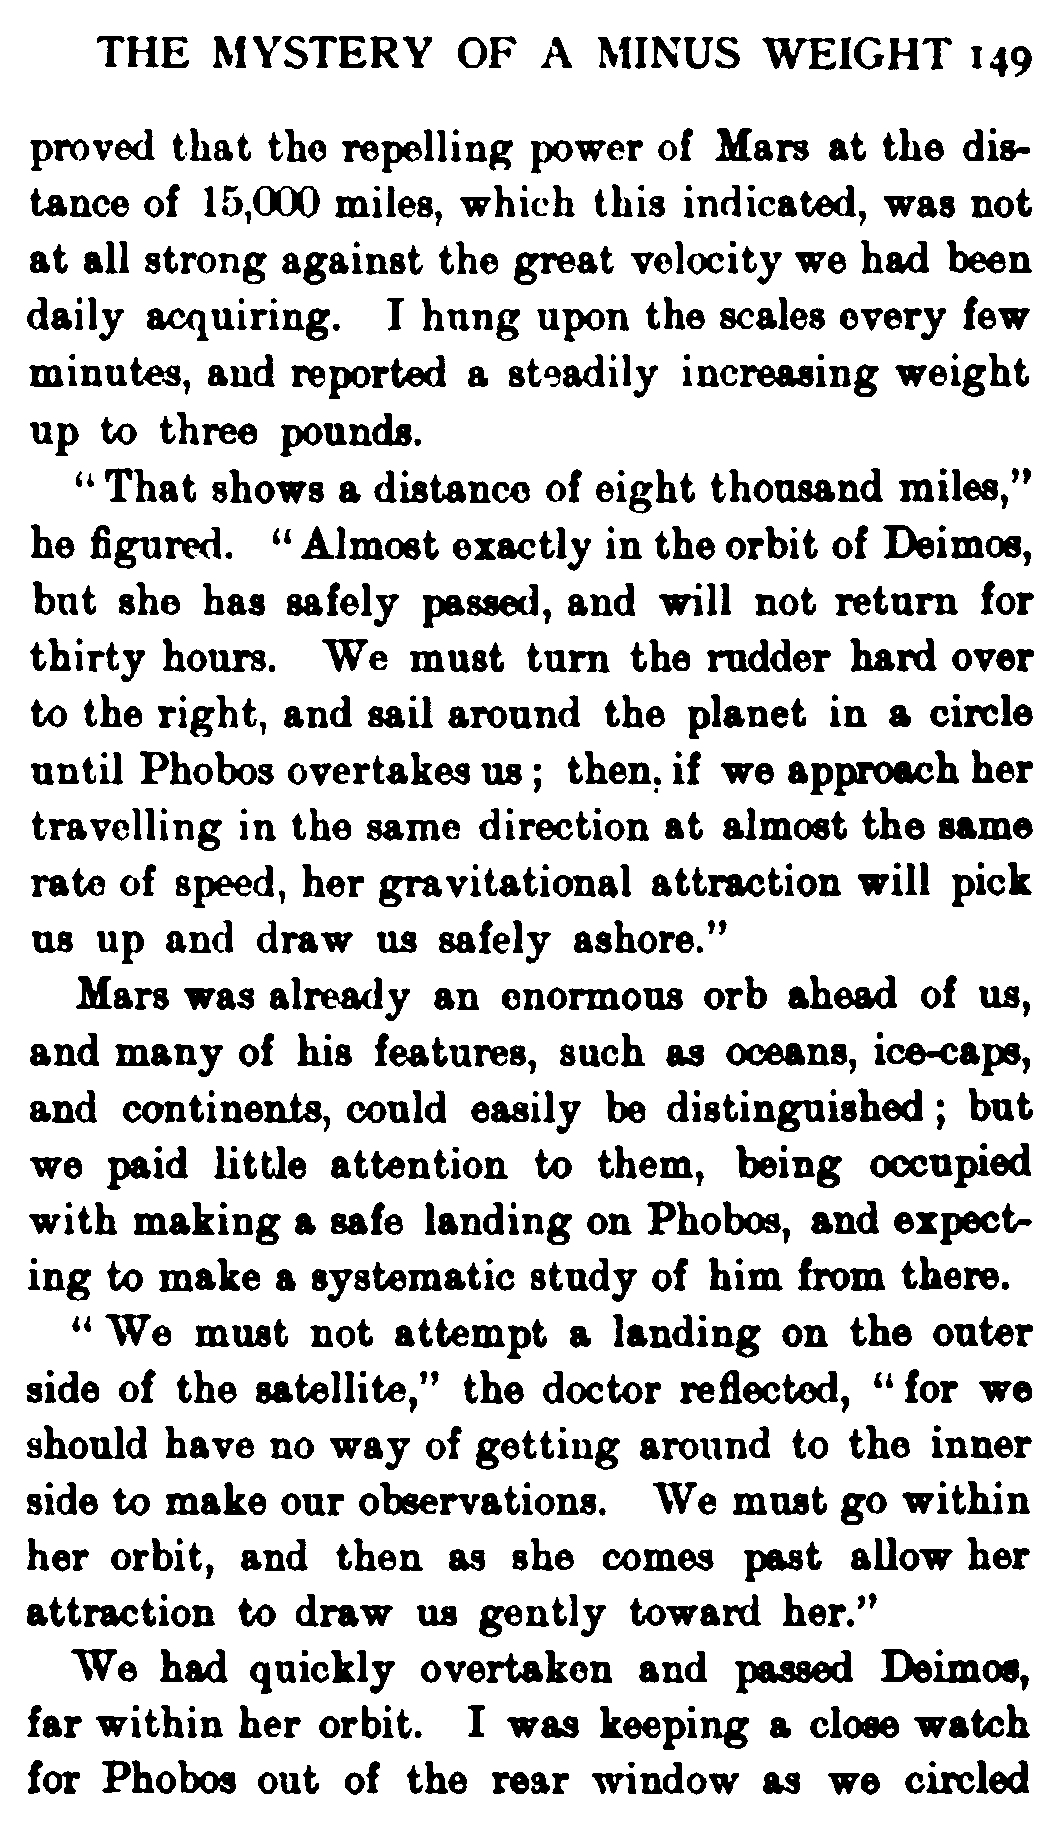 THE MYSTERY OF A MINUS WEIGHT 149
proved that the repelling power of Mars at the dis-
tance of 15,000 miles, which this indicated, was not
at all strong against the great velocity we had been
daily acquiring. I hung upon the scales every few
minutes, and reported a steadily increasing weight
up to three pounds.
"That shows a distance of eight thousand miles,"
he figured. "Almost exactly in the orbit of Deimos,
but she has safely passed, and will not return for
thirty hours. We must turn the rudder hard over
to the right, and sail around the planet in a circle
until Phobos overtakes us; then, if we approach her
travelling in the same direction at almost the same
rate of speed, her gravitational attraction will pick
us up and draw us safely ashore."
Mars was already an enormous orb ahead of us,
and many of his features, such as oceans, ice-caps,
and continents, could easily be distinguished; but
we paid little attention to them, being occupied
with making a safe landing on Phobos, and expect-
ing to make a systematic study of him from there.
"We must not attempt a landing on the outer
side of the satellite," the doctor reflected, "for we
should have no way of getting around to the inner
side to make our observations. We must go within
her orbit, and then as she comes past allow her
attraction to draw us gently toward her."
We had quickly overtaken and passed Deimos,
far within her orbit. I was keeping a close watch
for Phobos out of the rear window as we circled